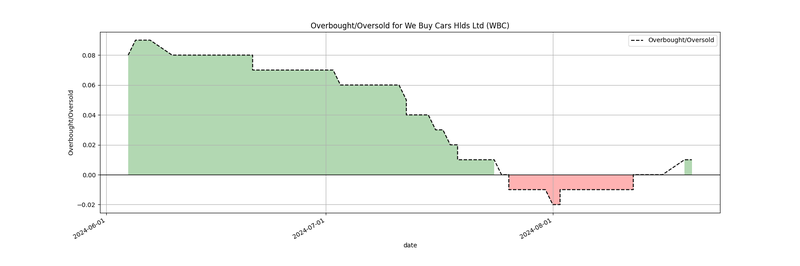 Overbought/Oversold for We Buy Cars Hlds Ltd (WBC)
Overbought/Oversold
Overbought/Oversold
0.08
0.06
0.04
0.02
0.00
−0.02
2024-06-01
2024-07-01
2024-08-01
date